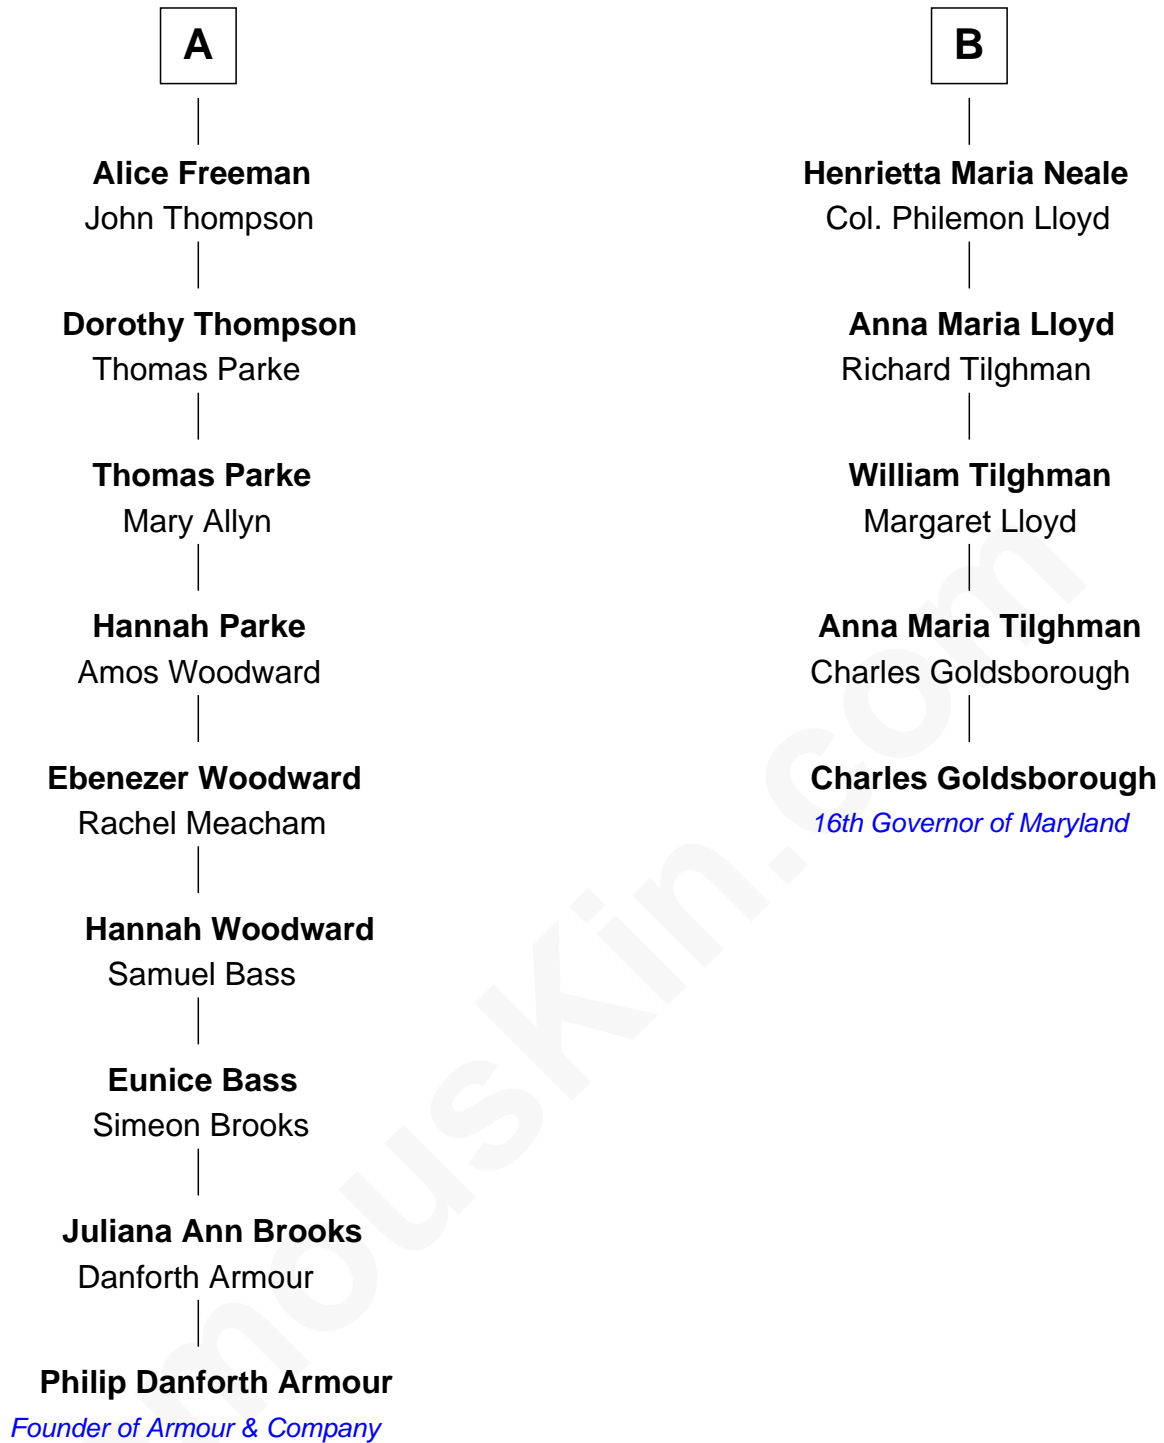 A
Alice Freeman
John Thompson
Dorothy Thompson
Thomas Parke
Thomas Parke
Mary Allyn
Hannah Parke
Amos Woodward
Ebenezer Woodward
Rachel Meacham
Hannah Woodward
Samuel Bass
Eunice Bass
Simeon Brooks
Juliana Ann Brooks
Danforth Armour
Philip Danforth Armour
Founder of Armour & Company
B
Henrietta Maria Neale
Col. Philemon Lloyd
Anna Maria Lloyd
Richard Tilghman
William Tilghman
Margaret Lloyd
Anna Maria Tilghman
Charles Goldsborough
Charles Goldsborough
16th Governor of Maryland
mousKin.com